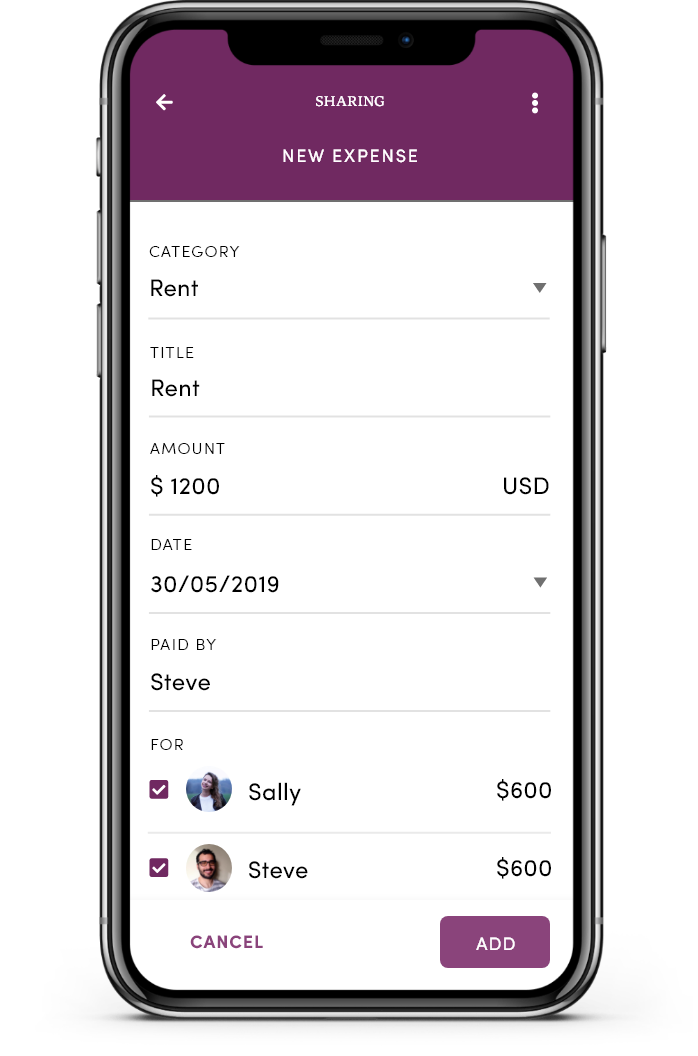 SHARING
NEW EXPENSE
CATEGORY
Rent
TITLE
Rent
AMOUNT
$ 1200 USD
DATE
30/05/2019
PAID BY
Steve
FOR
Sally $600
Steve $600
CANCEL ADD